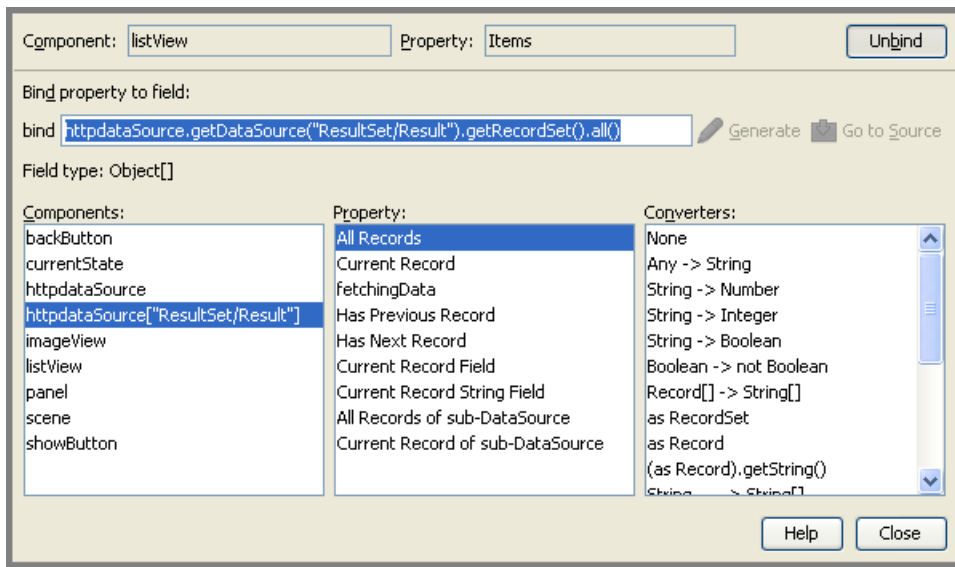 Component: listView Property: Items Unbind
Bind property to field:
bind httpdataSource.getDataSource("ResultSet/Result").getRecordSet().all() Generate Go to Source
Field type: Object[]
Components:
backButton
currentState
httpdataSource
httpdataSource["ResultSet/Result"]
imageView
listView
panel
scene
showButton
Property:
All Records
Current Record
fetchingData
Has Previous Record
Has Next Record
Current Record Field
Current Record String Field
All Records of sub-DataSource
Current Record of sub-DataSource
Converters:
None
Any -> String
String -> Number
String -> Integer
String -> Boolean
Boolean -> not Boolean
Record[] -> String[]
as RecordSet
as Record
(as Record).getString()
Help Close